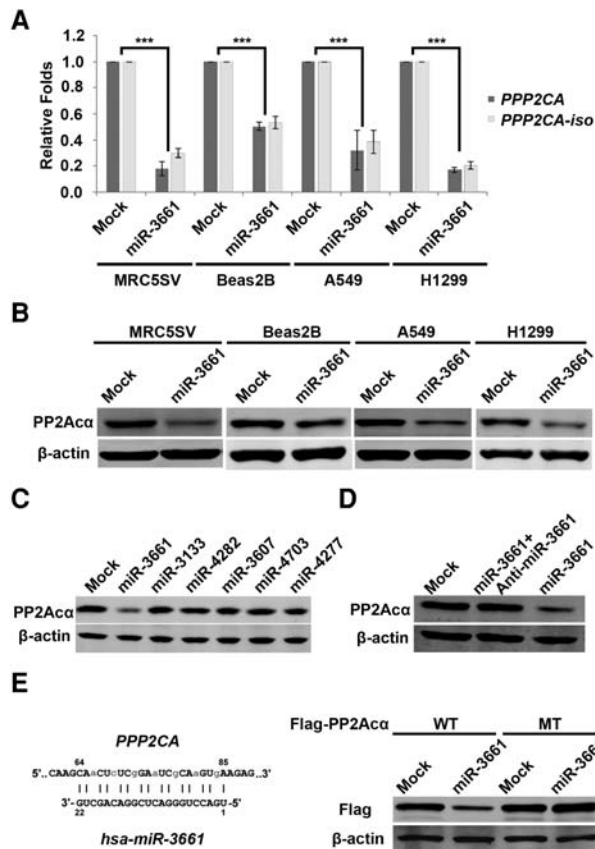 A
Relative Folds
1.2
1.0
0.8
0.6
0.4
0.2
0.0
*** *** *** ***
PPP2CA
PPP2CA-iso
Mock miR-3661 Mock miR-3661 Mock miR-3661 Mock miR-3661
MRC5SV Beas2B A549 H1299
B
MRC5SV Beas2B A549 H1299
Mock miR-3661 Mock miR-3661 Mock miR-3661 Mock miR-3661
PP2Acα
β-actin
C
Mock miR-3661 miR-3133 miR-4282 miR-3607 miR-4703 miR-4277
PP2Acα
β-actin
D
Mock miR-3661+ Anti-miR-3661 miR-3661
PP2Acα
β-actin
E
PPP2CA
64 85
5'..CAAGCAaCUcUCgGAaUCgCAaGUgAAGAG..3'
3'-GUCGACAGGCUCAGGGUCCAGU-5'
22 1
hsa-miR-3661
Flag-PP2Acα WT MT
Mock miR-3661 Mock miR-366
Flag
β-actin